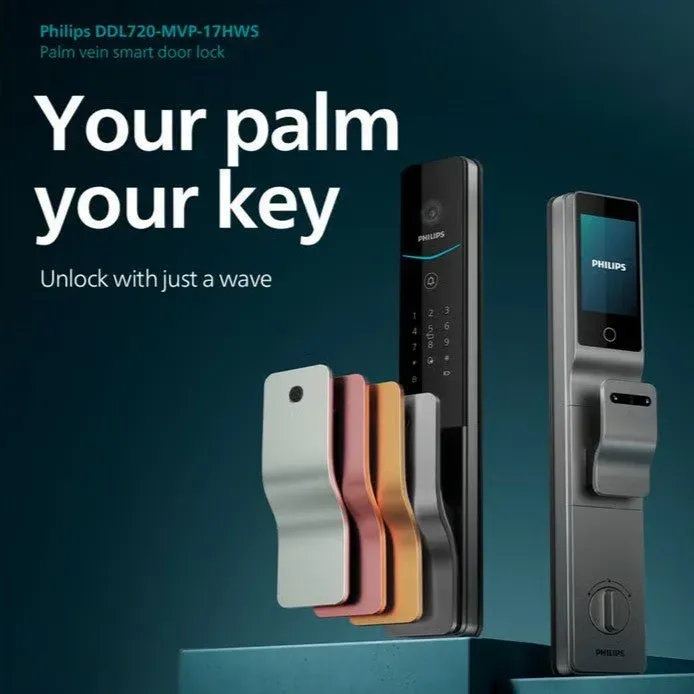 Philips DDL720-MVP-17HWS
Palm vein smart door lock
Your palm
your key
Unlock with just a wave
PHILIPS
1 2 3
4 5 6
7 8 9
PHILIPS
PHILIPS